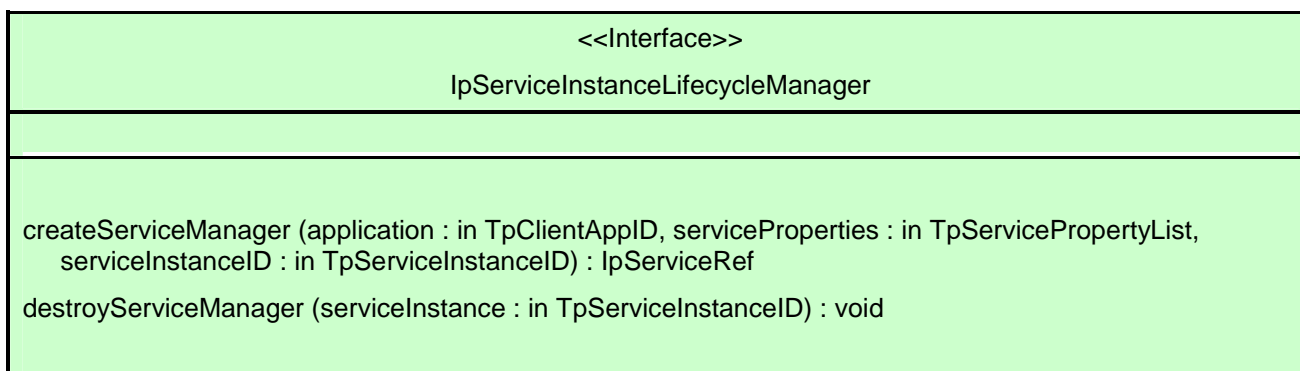 <<Interface>>
IpServiceInstanceLifecycleManager
createServiceManager (application : in TpClientAppID, serviceProperties : in TpServicePropertyList,
serviceInstanceID : in TpServiceInstanceID) : IpServiceRef
destroyServiceManager (serviceInstance : in TpServiceInstanceID) : void